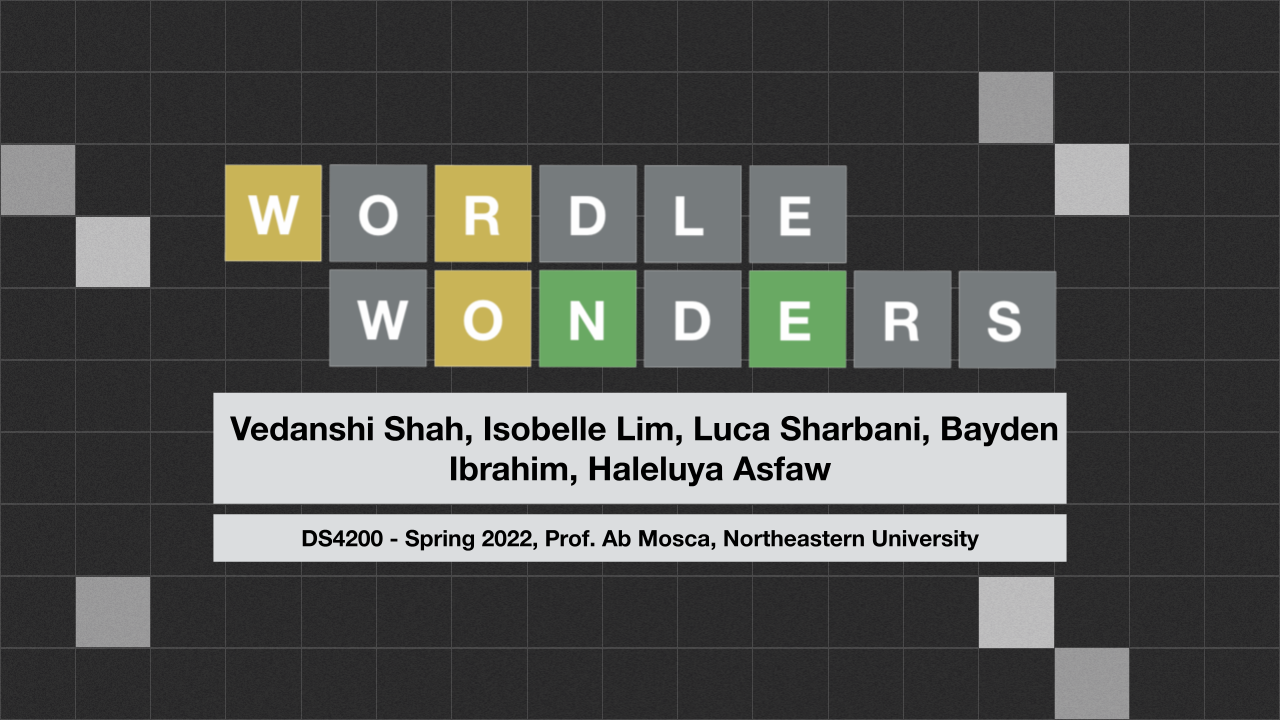 WORDLE
WONDERS
Vedanshi Shah, Isobelle Lim, Luca Sharbani, Bayden
Ibrahim, Haleluya Asfaw
DS4200 - Spring 2022, Prof. Ab Mosca, Northeastern University